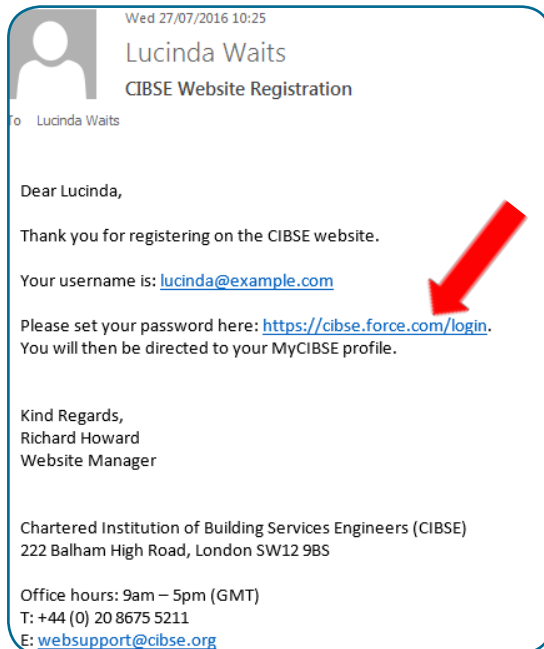 Wed 27/07/2016 10:25
Lucinda Waits
CIBSE Website Registration
To Lucinda Waits
Dear Lucinda,
Thank you for registering on the CIBSE website.
Your username is: lucinda@example.com
Please set your password here: https://cibse.force.com/login.
You will then be directed to your MyCIBSE profile.
Kind Regards,
Richard Howard
Website Manager
Chartered Institution of Building Services Engineers (CIBSE)
222 Balham High Road, London SW12 9BS
Office hours: 9am – 5pm (GMT)
T: +44 (0) 20 8675 5211
E: websupport@cibse.org